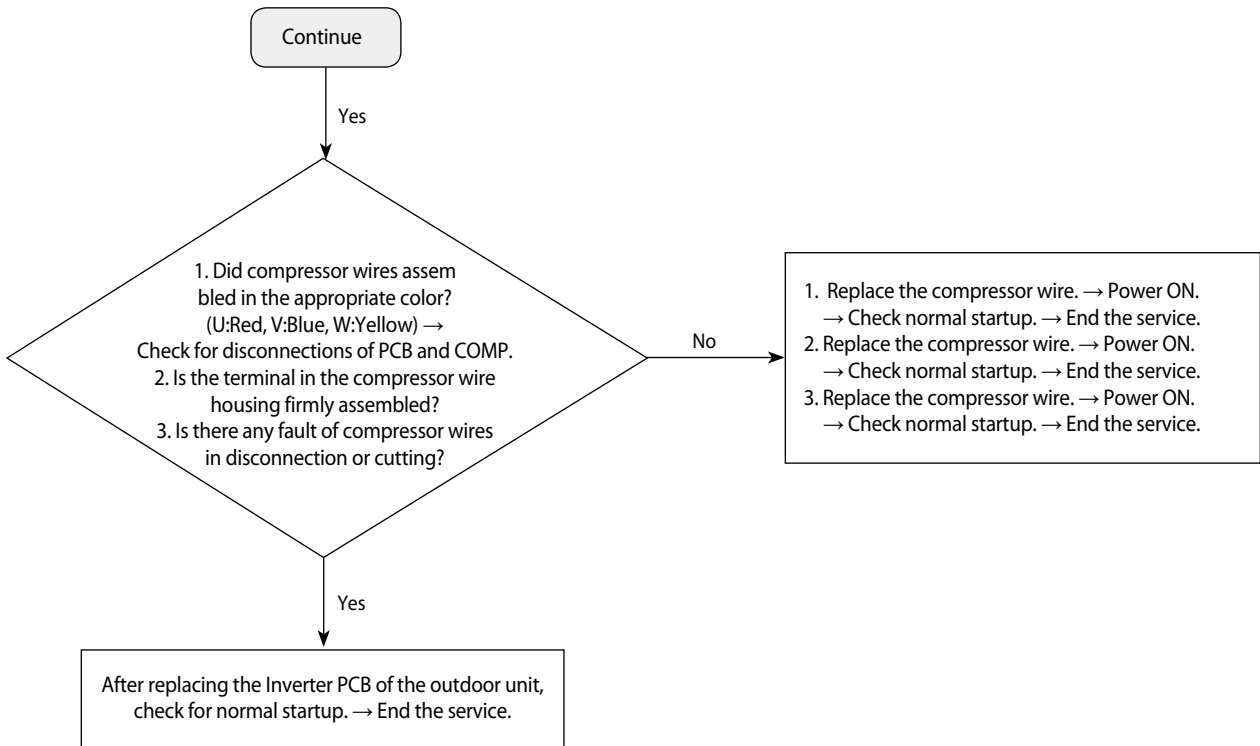 Continue
Yes
1. Did compressor wires assem
bled in the appropriate color?
(U:Red, V:Blue, W:Yellow) →
Check for disconnections of PCB and COMP.
2. Is the terminal in the compressor wire
housing firmly assembled?
3. Is there any fault of compressor wires
in disconnection or cutting?
No
1. Replace the compressor wire. → Power ON.
→ Check normal startup. → End the service.
2. Replace the compressor wire. → Power ON.
→ Check normal startup. → End the service.
3. Replace the compressor wire. → Power ON.
→ Check normal startup. → End the service.
Yes
After replacing the Inverter PCB of the outdoor unit,
check for normal startup. → End the service.